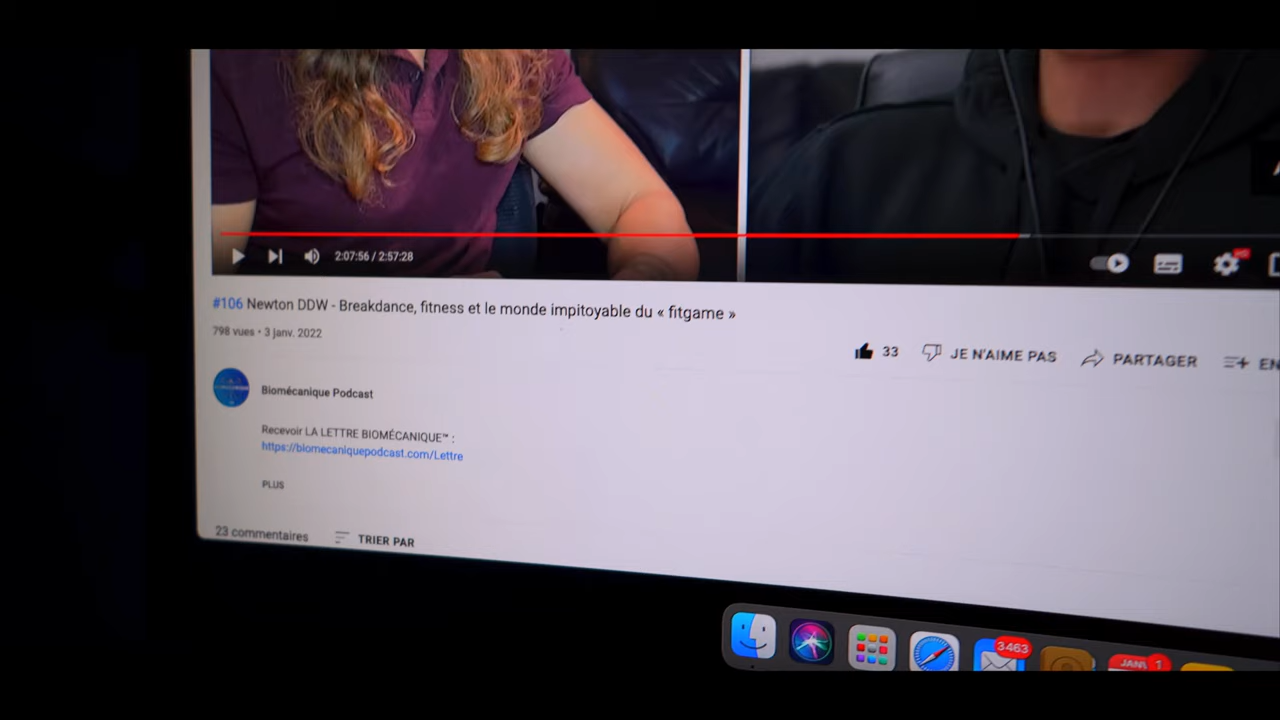 2:07:56 / 2:57:28
#106 Newton DDW - Breakdance, fitness et le monde impitoyable du « fitgame »
798 vues • 3 janv. 2022
33 JE N'AIME PAS PARTAGER
Biomécanique Podcast
Recevoir LA LETTRE BIOMÉCANIQUE™ :
https://biomecaniquepodcast.com/Lettre
PLUS
23 commentaires TRIER PAR
3463
JANV. 1